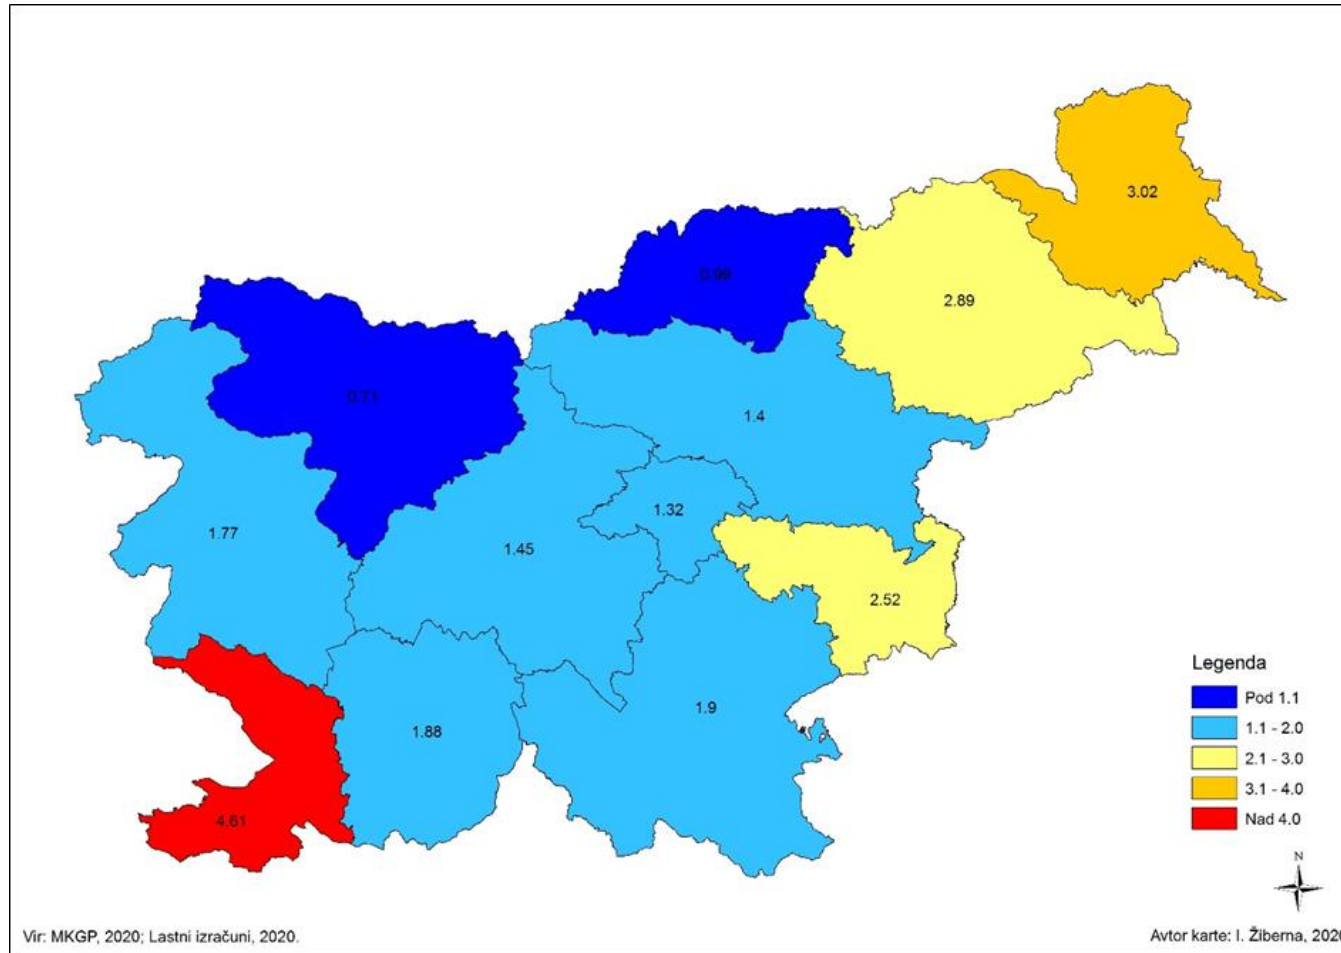 3.02
0.99
2.89
0.71
1.4
1.32
1.77
1.45
2.52
1.9
1.88
4.61
Legenda
Pod 1.1
1.1 - 2.0
2.1 - 3.0
3.1 - 4.0
Nad 4.0
N
Vir: MKGP, 2020; Lastni izračuni, 2020.
Avtor karte: I. Žiberna, 2020